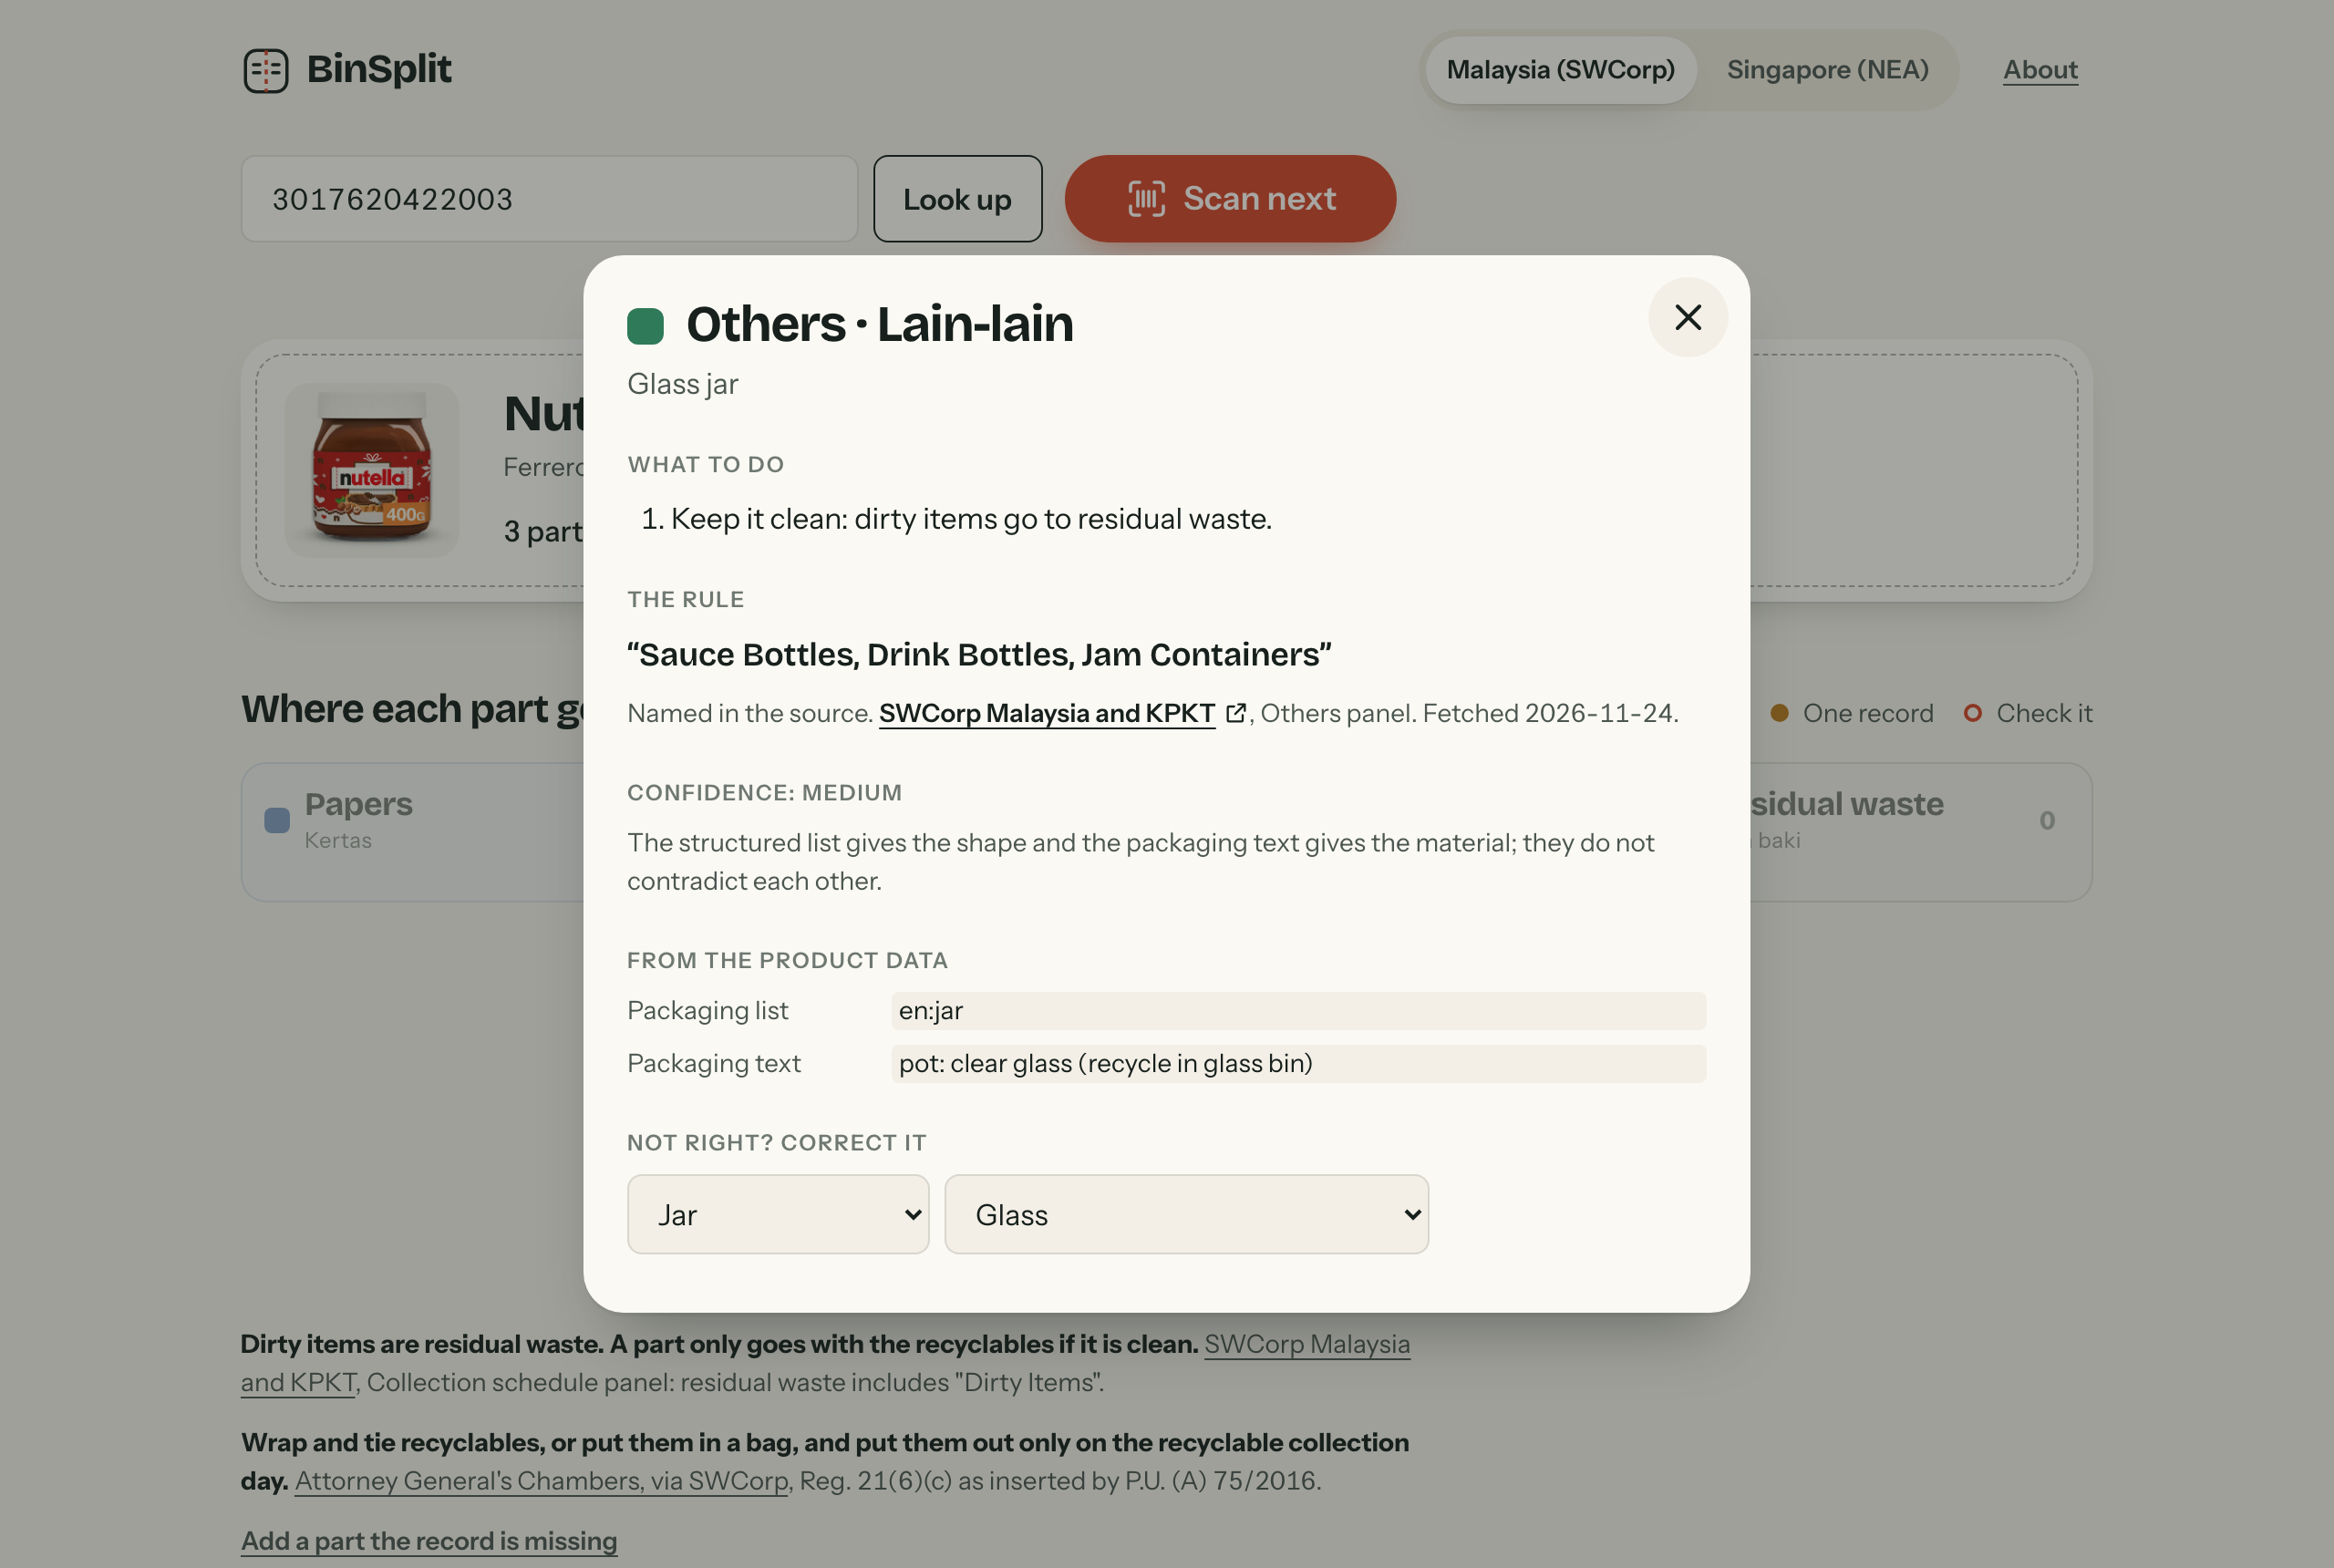 BinSplit
Malaysia (SWCorp)
Singapore (NEA)
About
3017620422003
Look up
Scan next
Others · Lain-lain
Glass jar
WHAT TO DO
1. Keep it clean: dirty items go to residual waste.
THE RULE
“Sauce Bottles, Drink Bottles, Jam Containers”
Named in the source. SWCorp Malaysia and KPKT, Others panel. Fetched 2026-11-24.
CONFIDENCE: MEDIUM
The structured list gives the shape and the packaging text gives the material; they do not
contradict each other.
FROM THE PRODUCT DATA
Packaging list
en:jar
Packaging text
pot: clear glass (recycle in glass bin)
NOT RIGHT? CORRECT IT
Jar
Glass
nutella
400G
3
Where each part
One record
Check it
Papers
Kertas
waste
baki
0
Dirty items are residual waste. A part only goes with the recyclables if it is clean. SWCorp Malaysia
and KPKT, Collection schedule panel: residual waste includes "Dirty Items".
Wrap and tie recyclables, or put them in a bag, and put them out only on the recyclable collection
day. Attorney General's Chambers, via SWCorp, Reg. 21(6)(c) as inserted by P.U. (A) 75/2016.
Add a part the record is missing